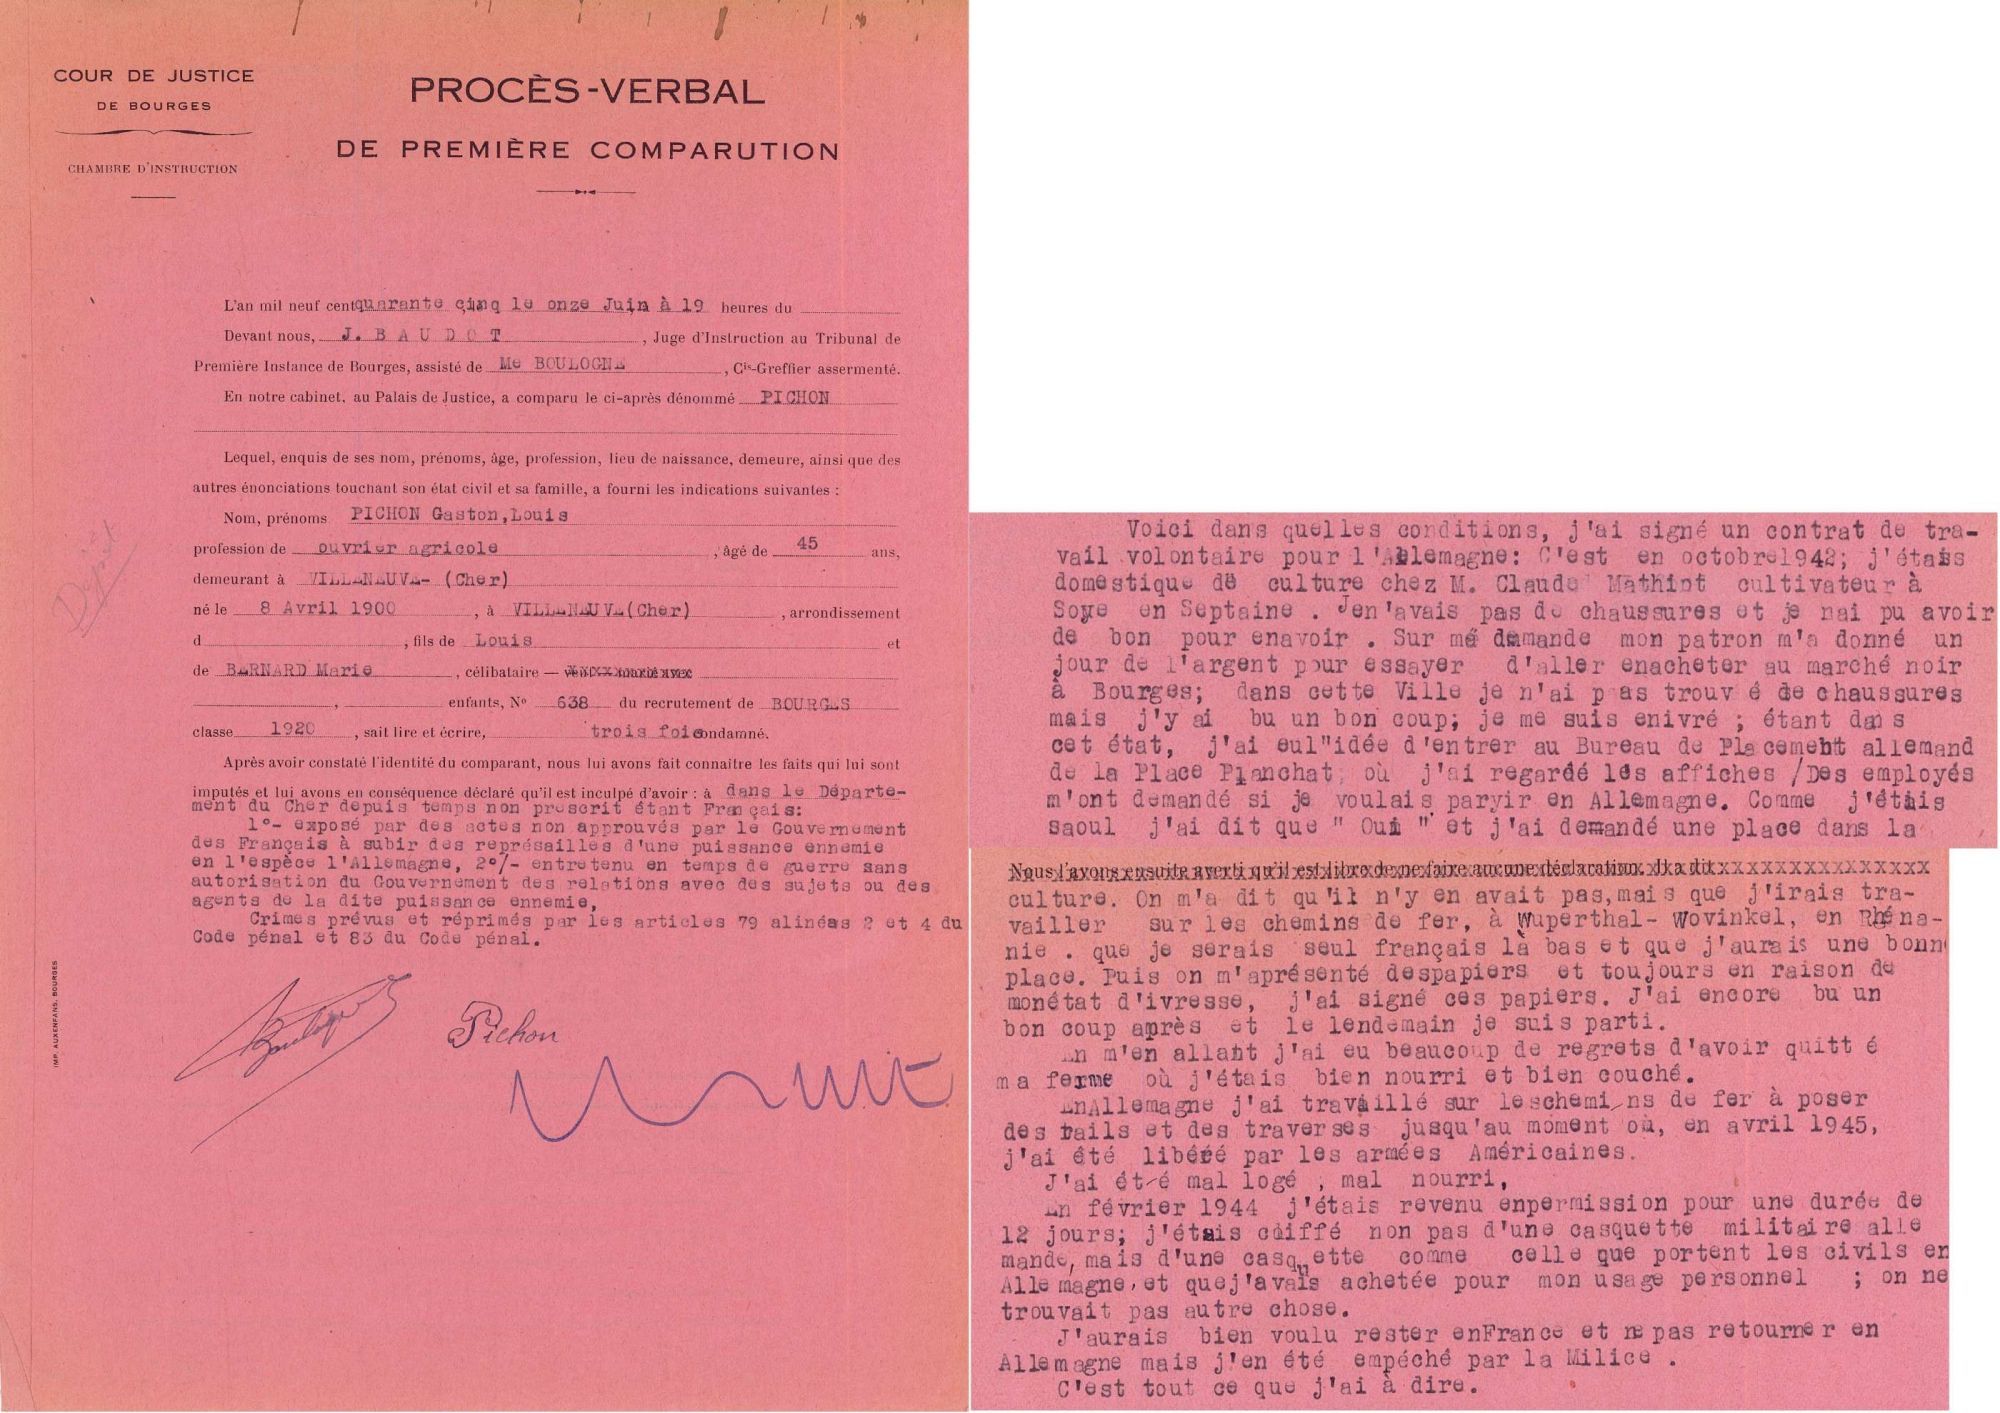 COUR DE JUSTICE
DE BOURGES
CHAMBRE D'INSTRUCTION
PROCÈS-VERBAL
DE PREMIÈRE COMPARUTION
L'an mil neuf cent quarante cinq le onze Juin à 19 heures du
Devant nous, J. B A U D O T , Juge d'Instruction au Tribunal de
Première Instance de Bourges, assisté de Me BOULOGNE , Cis-Greffier assermenté.
En notre cabinet, au Palais de Justice, a comparu le ci-après dénommé PICHON
Lequel, enquis de ses nom, prénoms, âge, profession, lieu de naissance, demeure, ainsi que des
autres énonciations touchant son état civil et sa famille, a fourni les indications suivantes :
Nom, prénoms PICHON Gaston,Louis
profession de ouvrier agricole , âgé de 45 ans,
demeurant à VILLENEUVE- (Cher)
né le 8 Avril 1900 , à VILLENEUVE(Cher) , arrondissement
d , fils de Louis et
de BERNARD Marie , célibataire —
, enfants, No 638 du recrutement de BOURGES
classe 1920 , sait lire et écrire, trois fois condamné.
Après avoir constaté l'identité du comparant, nous lui avons fait connaître les faits qui lui sont
imputés et lui avons en conséquence déclaré qu'il est inculpé d'avoir : à dans le Départe-
ment du Cher depuis temps non prescrit étant Français:
1°- exposé par des actes non approuvés par le Gouvernement
des Français à subir des représailles d'une puissance ennemie
en l'espèce l'Allemagne, 2°/- entretenu en temps de guerre sans
autorisation du Gouvernement des relations avec des sujets ou des
agents de la dite puissance ennemie,
Crimes prévus et réprimés par les articles 79 alinéas 2 et 4 du
Code pénal et 83 du Code pénal.
Pichon
IMP. AUXENFANS, BOURGES
Voici dans quelles conditions, j'ai signé un contrat de tra-
vail volontaire pour l'Allemagne: C'est en octobre1942; j'étais
domestique de culture chez M. Claude Mathiot cultivateur à
Soye en Septaine . Jen'avais pas de chaussures et je nai pu avoir
de bon pour enavoir . Sur ma demande mon patron m'a donné un
jour de l'argent pour essayer d'aller enacheter au marché noir
à Bourges; dans cette Ville je n'ai pas trouv é de chaussures
mais j'y ai bu un bon coup; je me suis enivré ; étant dans
cet état, j'ai eul"idée d'entrer au Bureau de Placement allemand
de la Place Planchat, où j'ai regardé les affiches /Des employés
m'ont demandé si je voulais paryir en Allemagne. Comme j'étais
saoul j'ai dit que " Oui " et j'ai demandé une place dans la
Nous l'avons ensuite averti qu'il est libre de ne faire aucune déclaration. Il a dit xxxxxxxxxxxxxxxxxx
culture. On m'a dit qu'il n'y en avait pas,mais que j'irais tra-
vailler sur les chemins de fer, à Wuperthal- Wovinkel, en Rhéna-
nie . que je serais seul français là bas et que j'aurais une bonn
place. Puis on m'aprésenté despapiers et toujours en raison de
monétat d'ivresse, j'ai signé ces papiers. J'ai encore bu un
bon coup après et le lendemain je suis parti.
En m'en allant j'ai eu beaucoup de regrets d'avoir quitt é
ma ferme où j'étais bien nourri et bien couché.
EnAllemagne j'ai travaillé sur leschemi,ns de fer à poser
des rails et des traverses jusqu'au moment où, en avril 1945,
j'ai été libéré par les armées Américaines.
J'ai ét-é mal logé , mal nourri,
En février 1944 j'étais revenu enpermission pour une durée de
12 jours; j'étais coiffé non pas d'une casquette militaire alle
mande,mais d'une casquette comme celle que portent les civils en
Allemagne,et quej'avais achetée pour mon usage personnel ; on ne
trouvait pas autre chose.
J'aurais bien voulu rester enFrance et ne pas retourner en
Allemagne mais j'en été empéché par la Milice .
C'est tout ce que j'ai à dire.